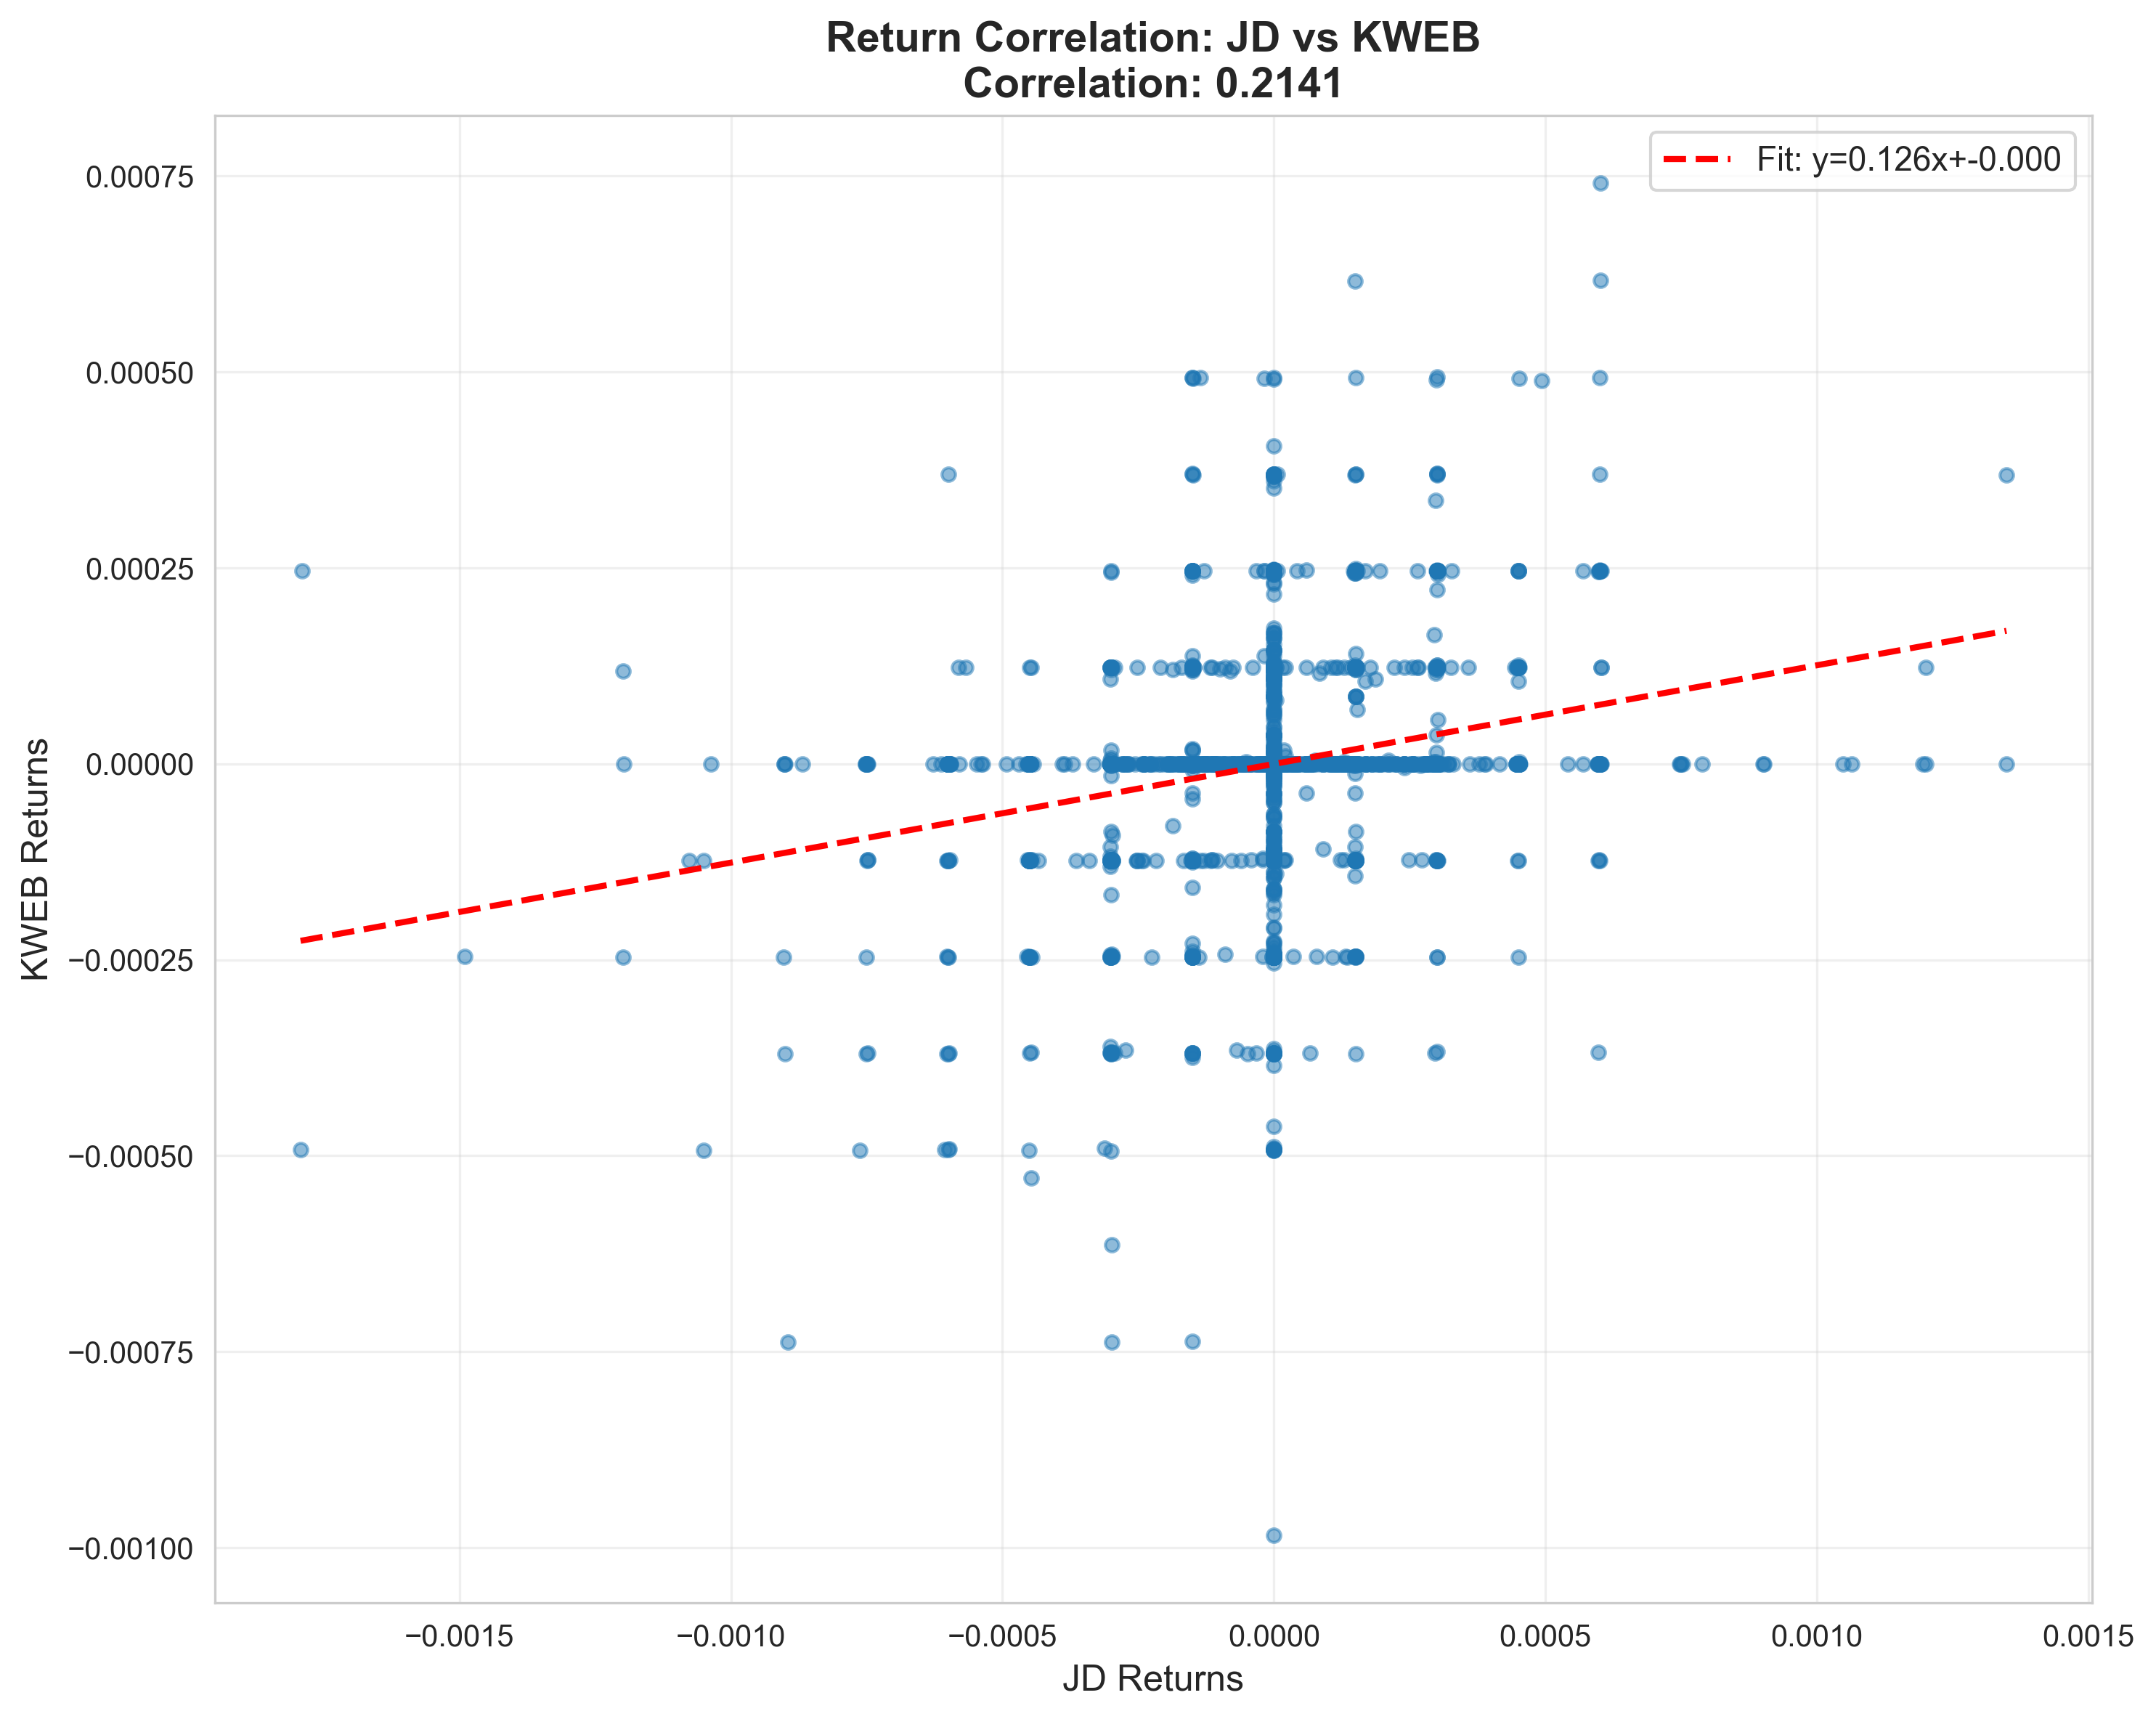 Return Correlation: JD vs KWEB
Correlation: 0.2141
Fit: y=0.126x+-0.000
0.00075
0.00050
0.00025
0.00000
−0.00025
−0.00050
−0.00075
−0.00100
KWEB Returns
−0.0015 −0.0010 −0.0005 0.0000 0.0005 0.0010 0.0015
JD Returns